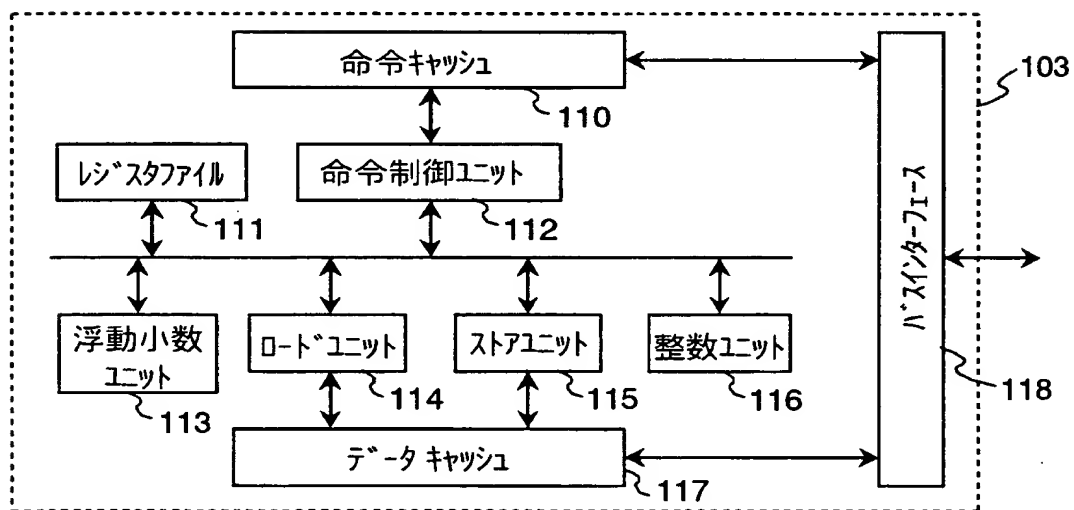 命令キャッシュ
110
103
レジスタファイル
111
命令制御ユニット
112
バスインターフェース
118
浮動小数
ユニット
113
ロードユニット
114
ストアユニット
115
整数ユニット
116
データキャッシュ
117